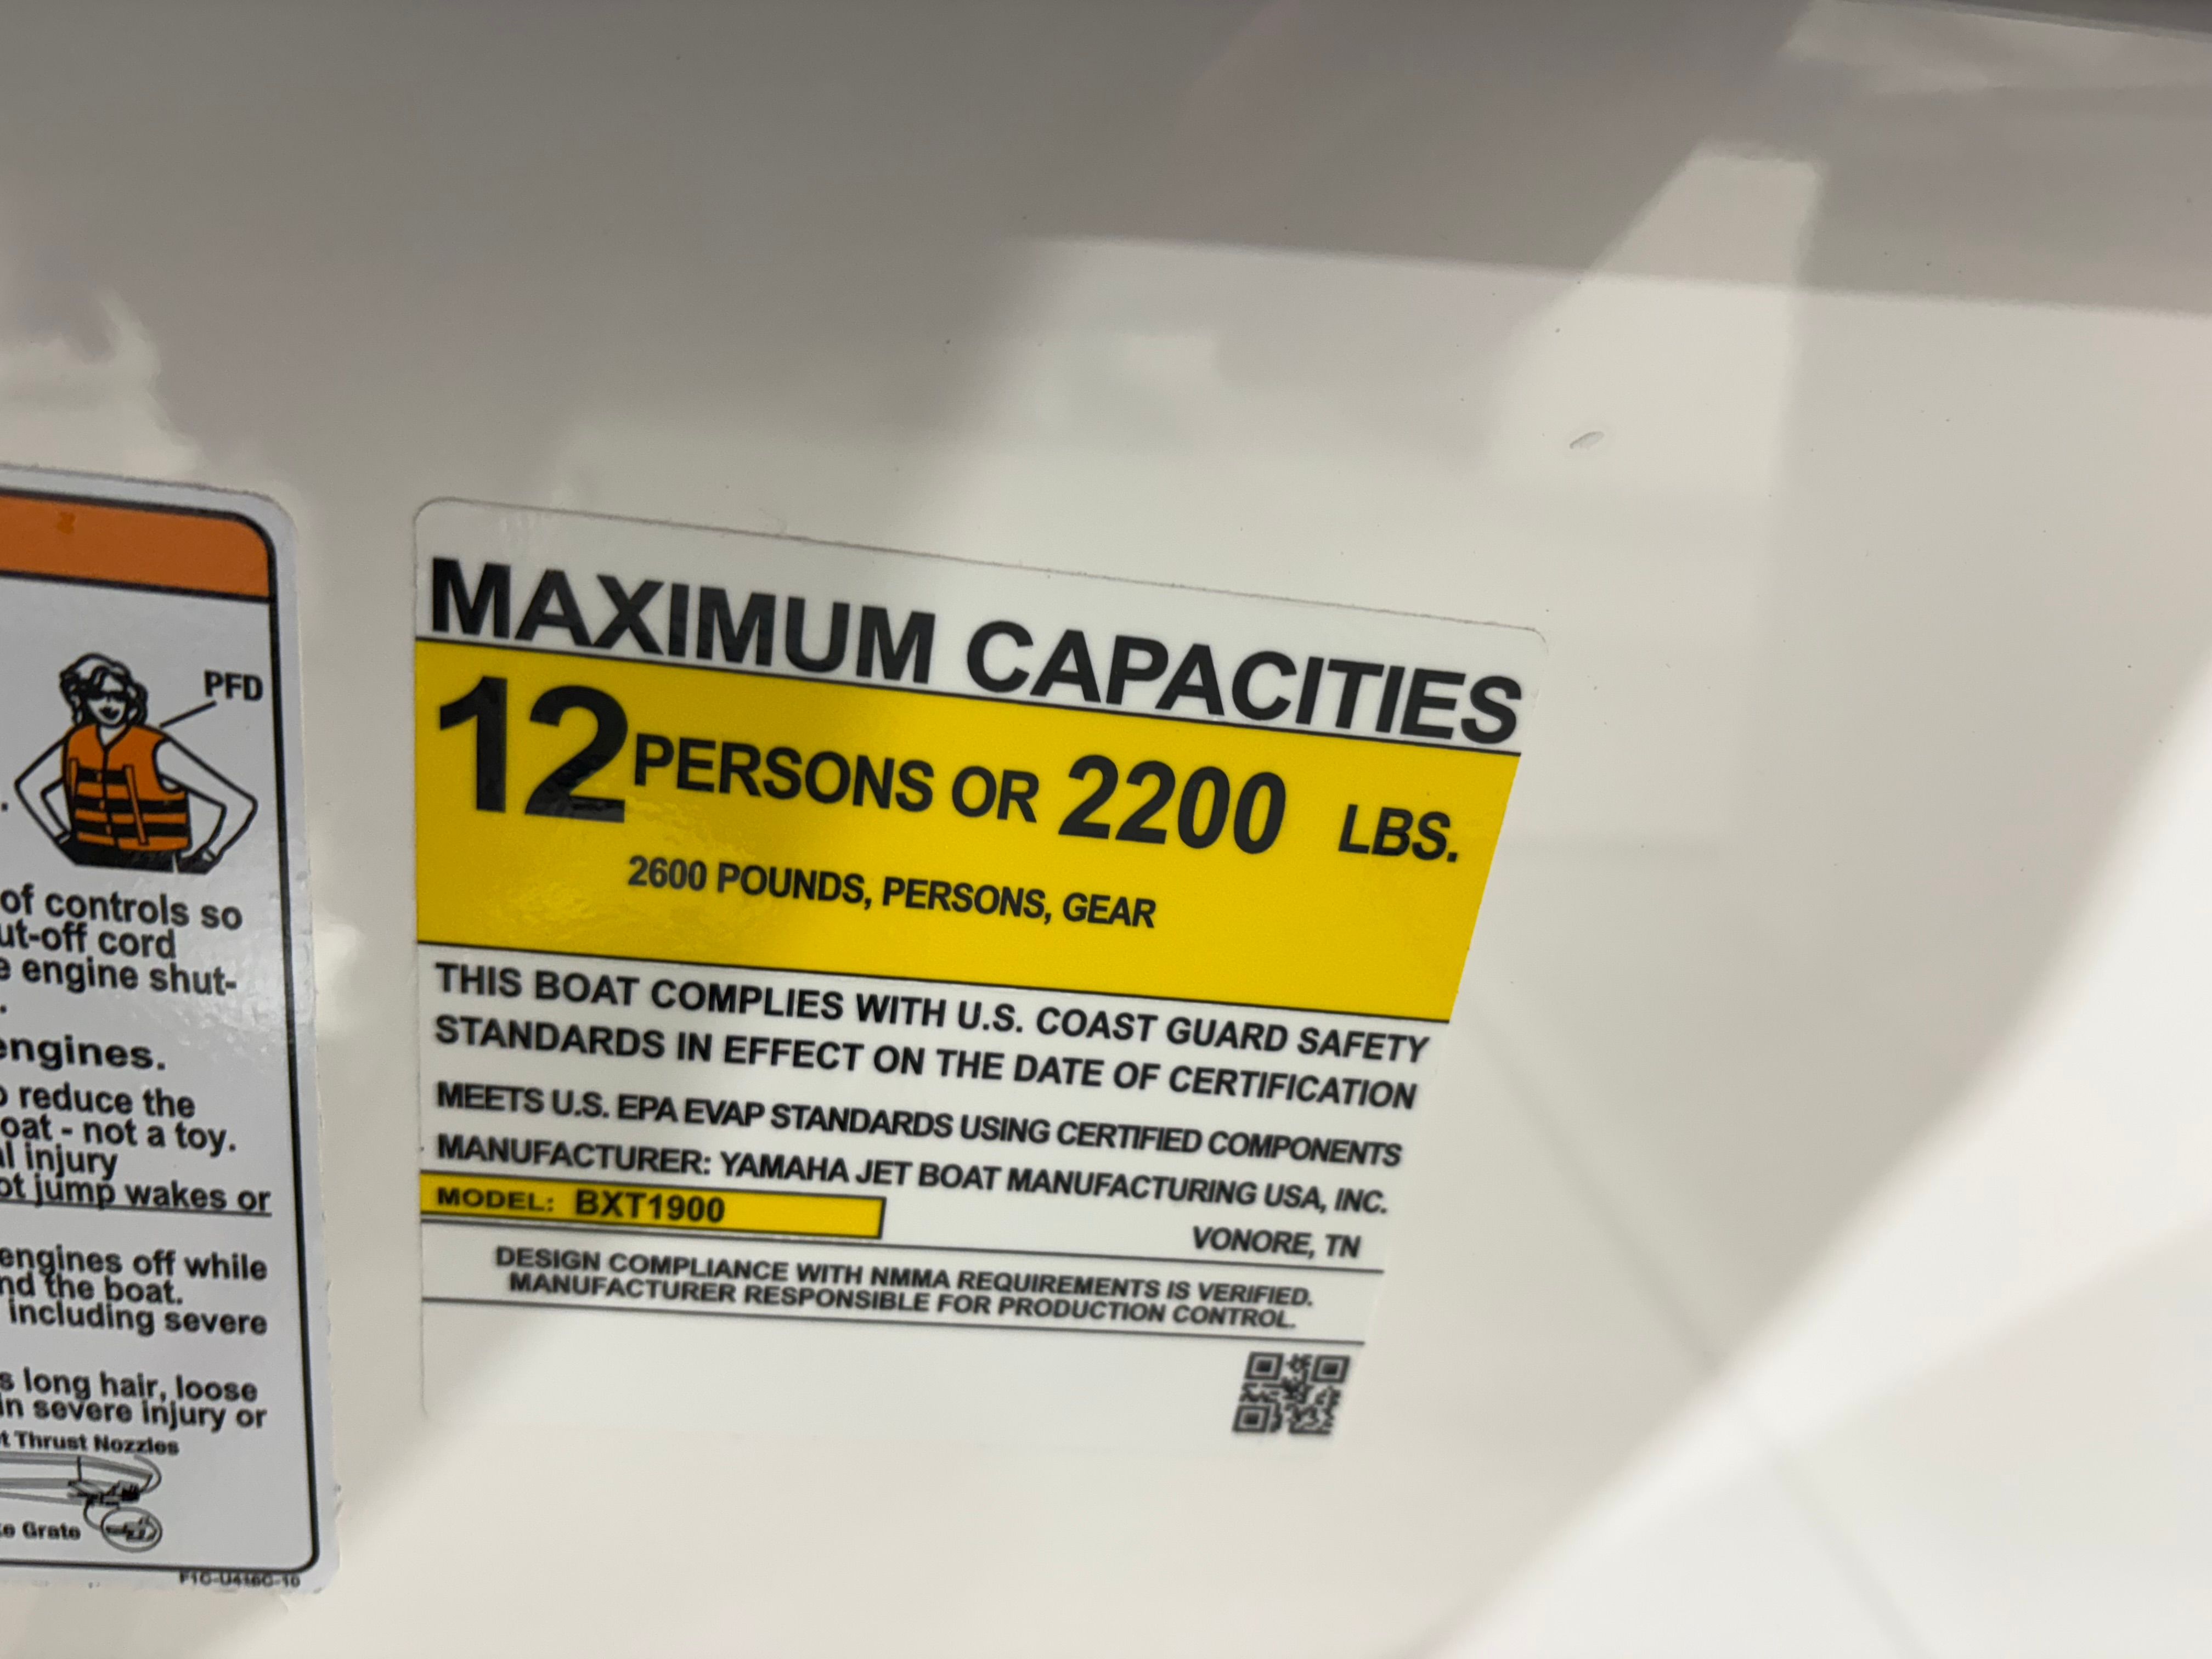 PFD
of controls so
ut-off cord
engine shut-
engines.
reduce the
oat - not a toy.
injury
ot jump wakes or
engines off while
nd the boat.
including severe
s long hair, loose
in severe injury or
t Thrust Nozzles
Grate
F1C-U416C-10
MAXIMUM CAPACITIES
12 PERSONS OR 2200 LBS.
2600 POUNDS, PERSONS, GEAR
THIS BOAT COMPLIES WITH U.S. COAST GUARD SAFETY
STANDARDS IN EFFECT ON THE DATE OF CERTIFICATION
MEETS U.S. EPA EVAP STANDARDS USING CERTIFIED COMPONENTS
MANUFACTURER: YAMAHA JET BOAT MANUFACTURING USA, INC.
MODEL: BXT1900
VONORE, TN
DESIGN COMPLIANCE WITH NMMA REQUIREMENTS IS VERIFIED.
MANUFACTURER RESPONSIBLE FOR PRODUCTION CONTROL.